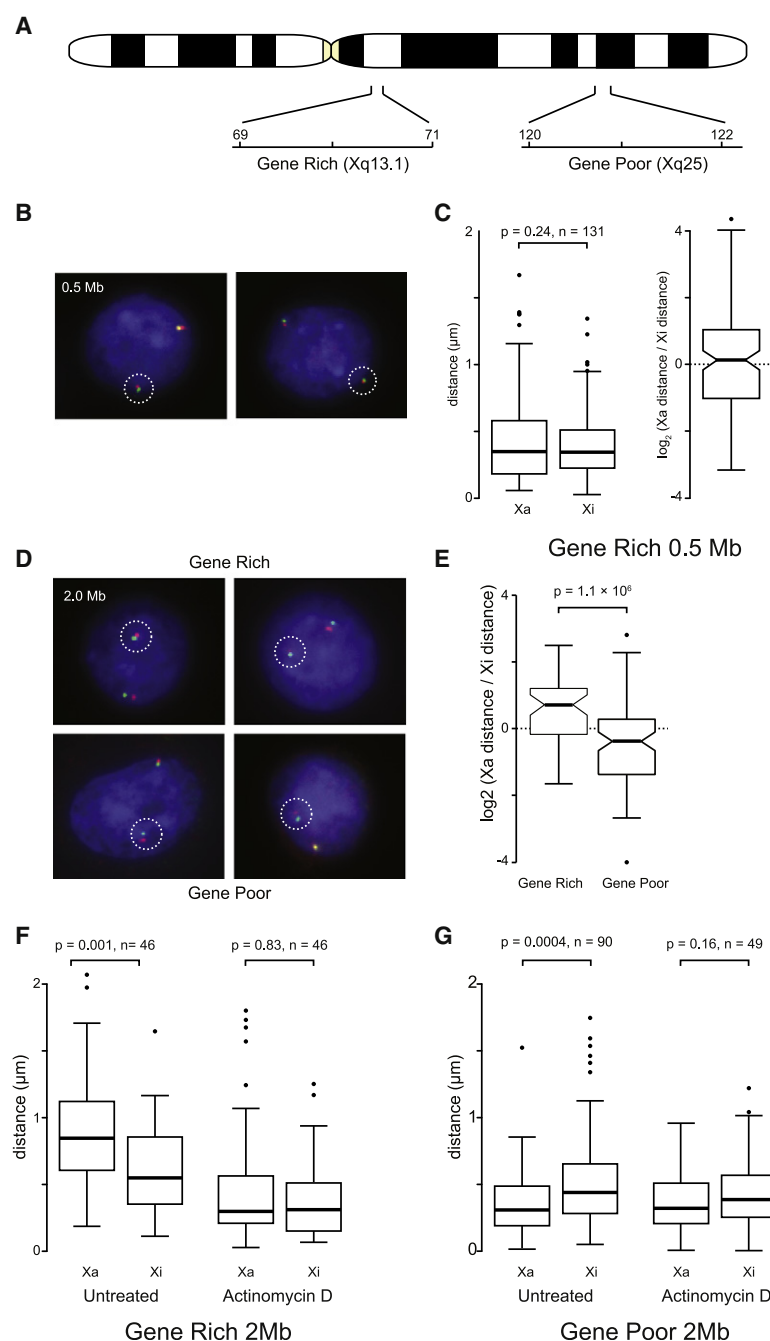 A
69 71 120 122
Gene Rich (Xq13.1) Gene Poor (Xq25)
B
0.5 Mb
C
p = 0.24, n = 131
distance (μm)
2
1
0
Xa Xi
log2 (Xa distance / Xi distance)
4
0
-4
Gene Rich 0.5 Mb
D
Gene Rich
2.0 Mb
Gene Poor
E
p = 1.1 × 10⁶
log2 (Xa distance / Xi distance)
4
0
-4
Gene Rich Gene Poor
F
p = 0.001, n= 46 p = 0.83, n = 46
distance (μm)
2
1
0
Xa Xi Xa Xi
Untreated Actinomycin D
Gene Rich 2Mb
G
p = 0.0004, n = 90 p = 0.16, n = 49
distance (μm)
2
1
0
Xa Xi Xa Xi
Untreated Actinomycin D
Gene Poor 2Mb